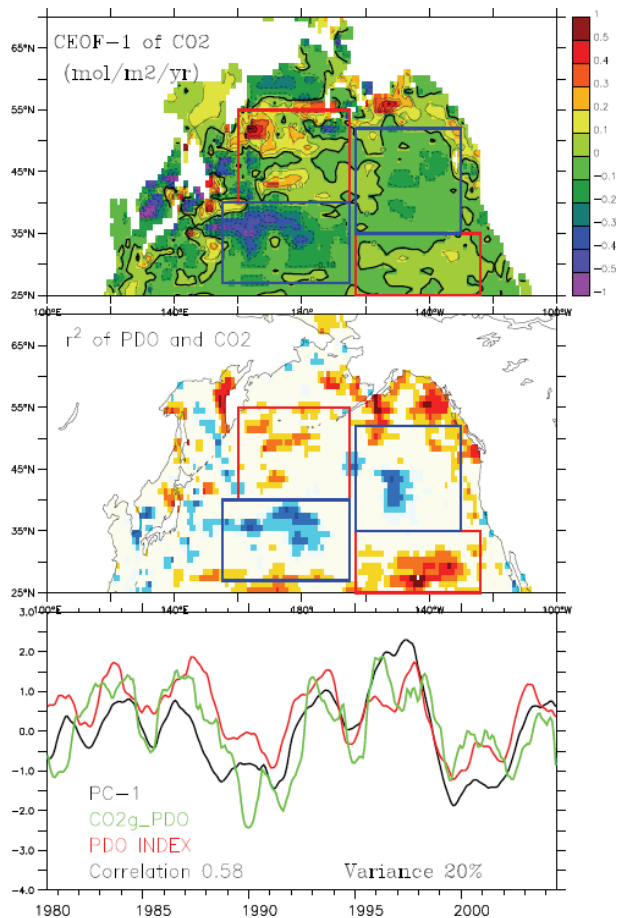 CEOF-1 of CO2
(mol/m2/yr)
65°N
55°N
45°N
35°N
25°N
100°E
140°E
180°
140°W
100°W
1
0.5
0.4
0.3
0.2
0.1
0
-0.1
-0.2
-0.3
-0.4
-0.5
-1
r² of PDO and CO2
65°N
55°N
45°N
35°N
25°N
100°E
140°E
180°
140°W
100°W
3.0
2.0
1.0
0.0
-1.0
-2.0
-3.0
-4.0
PC-1
CO2g_PDO
PDO INDEX
Correlation 0.58 Variance 20%
1980 1985 1990 1995 2000